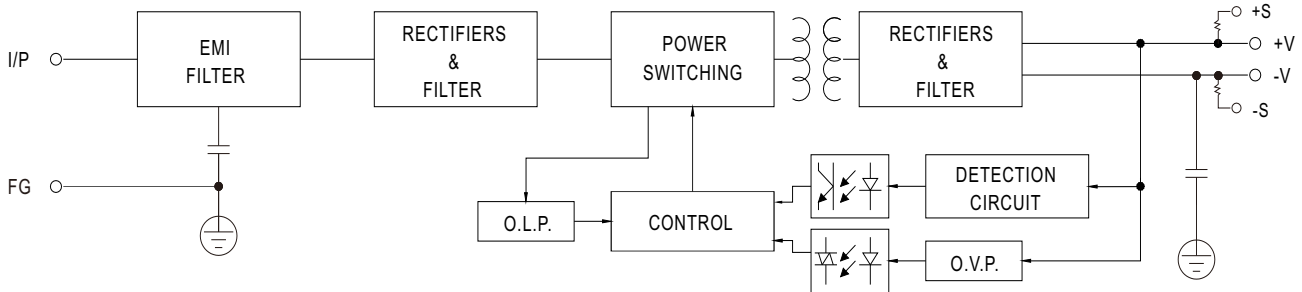 +S
EMI
FILTER
RECTIFIERS
&
FILTER
POWER
SWITCHING
RECTIFIERS
&
FILTER
I/P
+V
-V
-S
FG
O.L.P.
CONTROL
DETECTION
CIRCUIT
O.V.P.